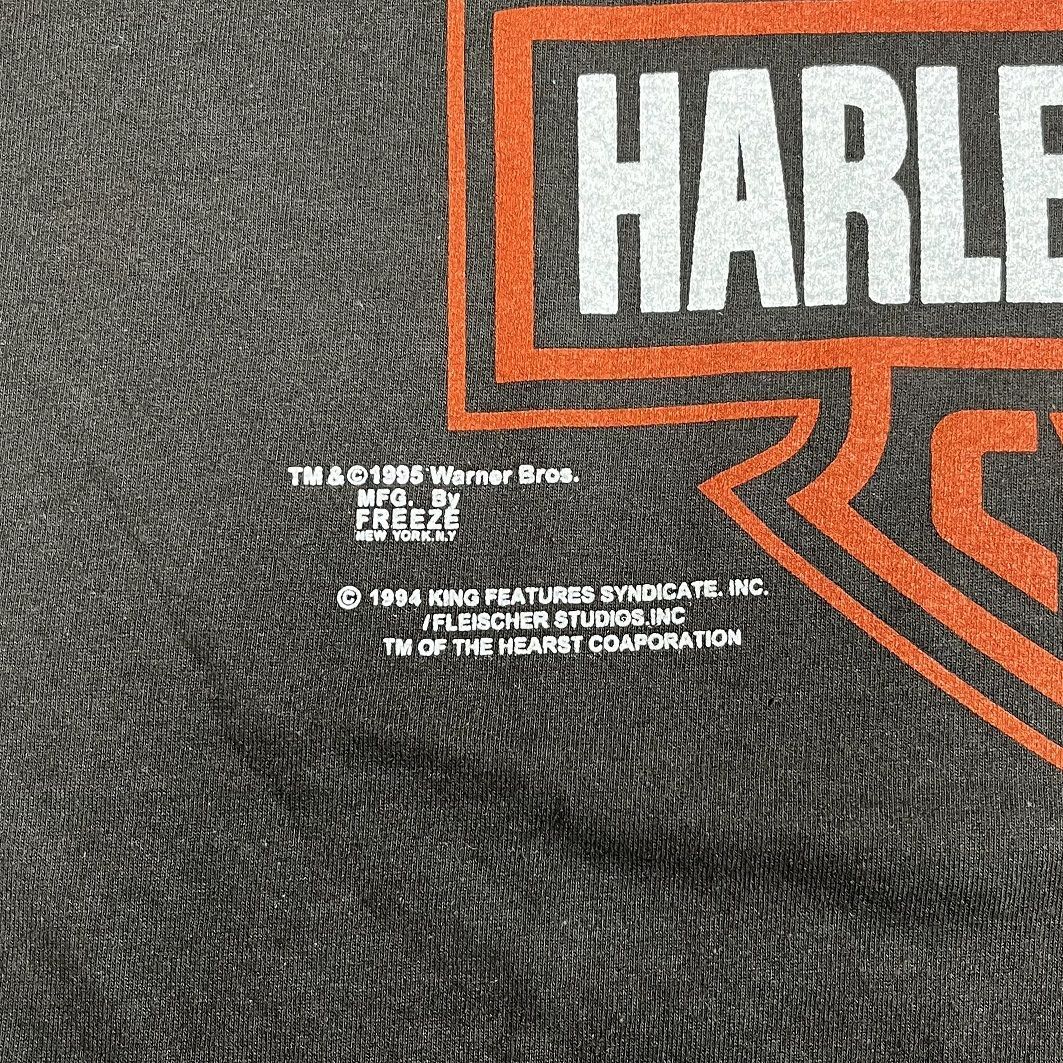 HARLE
TM & ©1995 Warner Bros.
MFG. By
FREEZE
NEW YORK.N.Y
© 1994 KING FEATURES SYNDICATE. INC.
/FLEISCHER STUDIOS.INC
TM OF THE HEARST COAPORATION